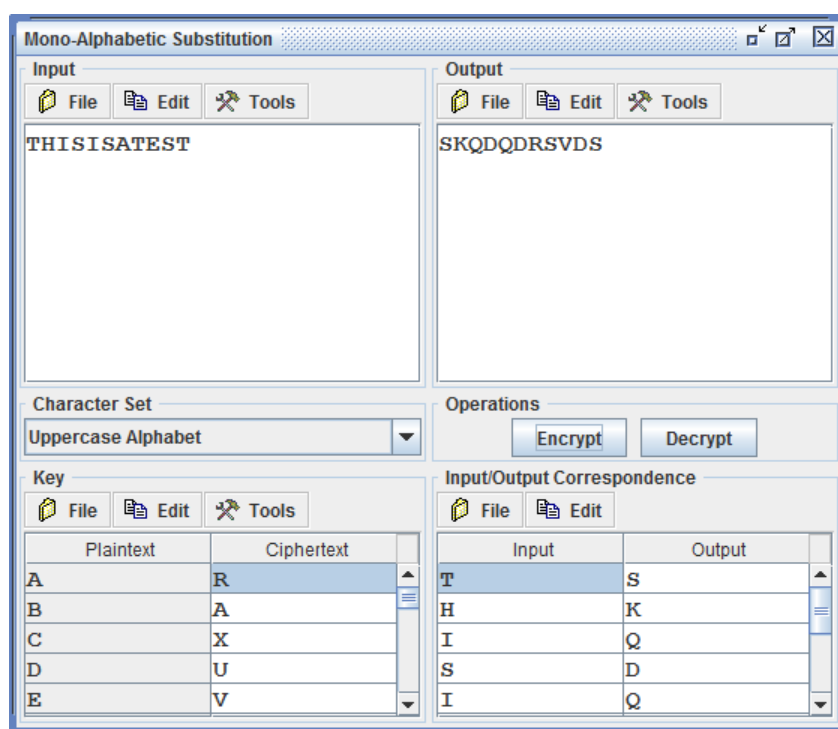 Mono-Alphabetic Substitution
Input
File Edit Tools
THISISATEST
Output
File Edit Tools
SKQDQDRSVDS
Character Set
Uppercase Alphabet
Operations
Encrypt Decrypt
Key
File Edit Tools
Plaintext Ciphertext
A R
B A
C X
D U
E V
Input/Output Correspondence
File Edit
Input Output
T S
H K
I Q
S D
I Q